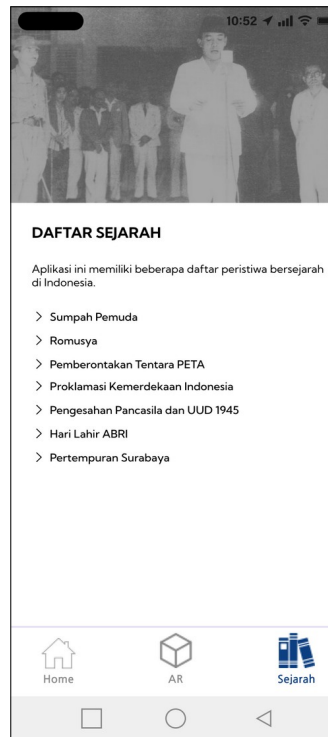 10:52
DAFTAR SEJARAH
Aplikasi ini memiliki beberapa daftar peristiwa bersejarah
di Indonesia.
Sumpah Pemuda
Romusya
Pemberontakan Tentara PETA
Proklamasi Kemerdekaan Indonesia
Pengesahan Pancasila dan UUD 1945
Hari Lahir ABRI
Pertempuran Surabaya
Home
AR
Sejarah